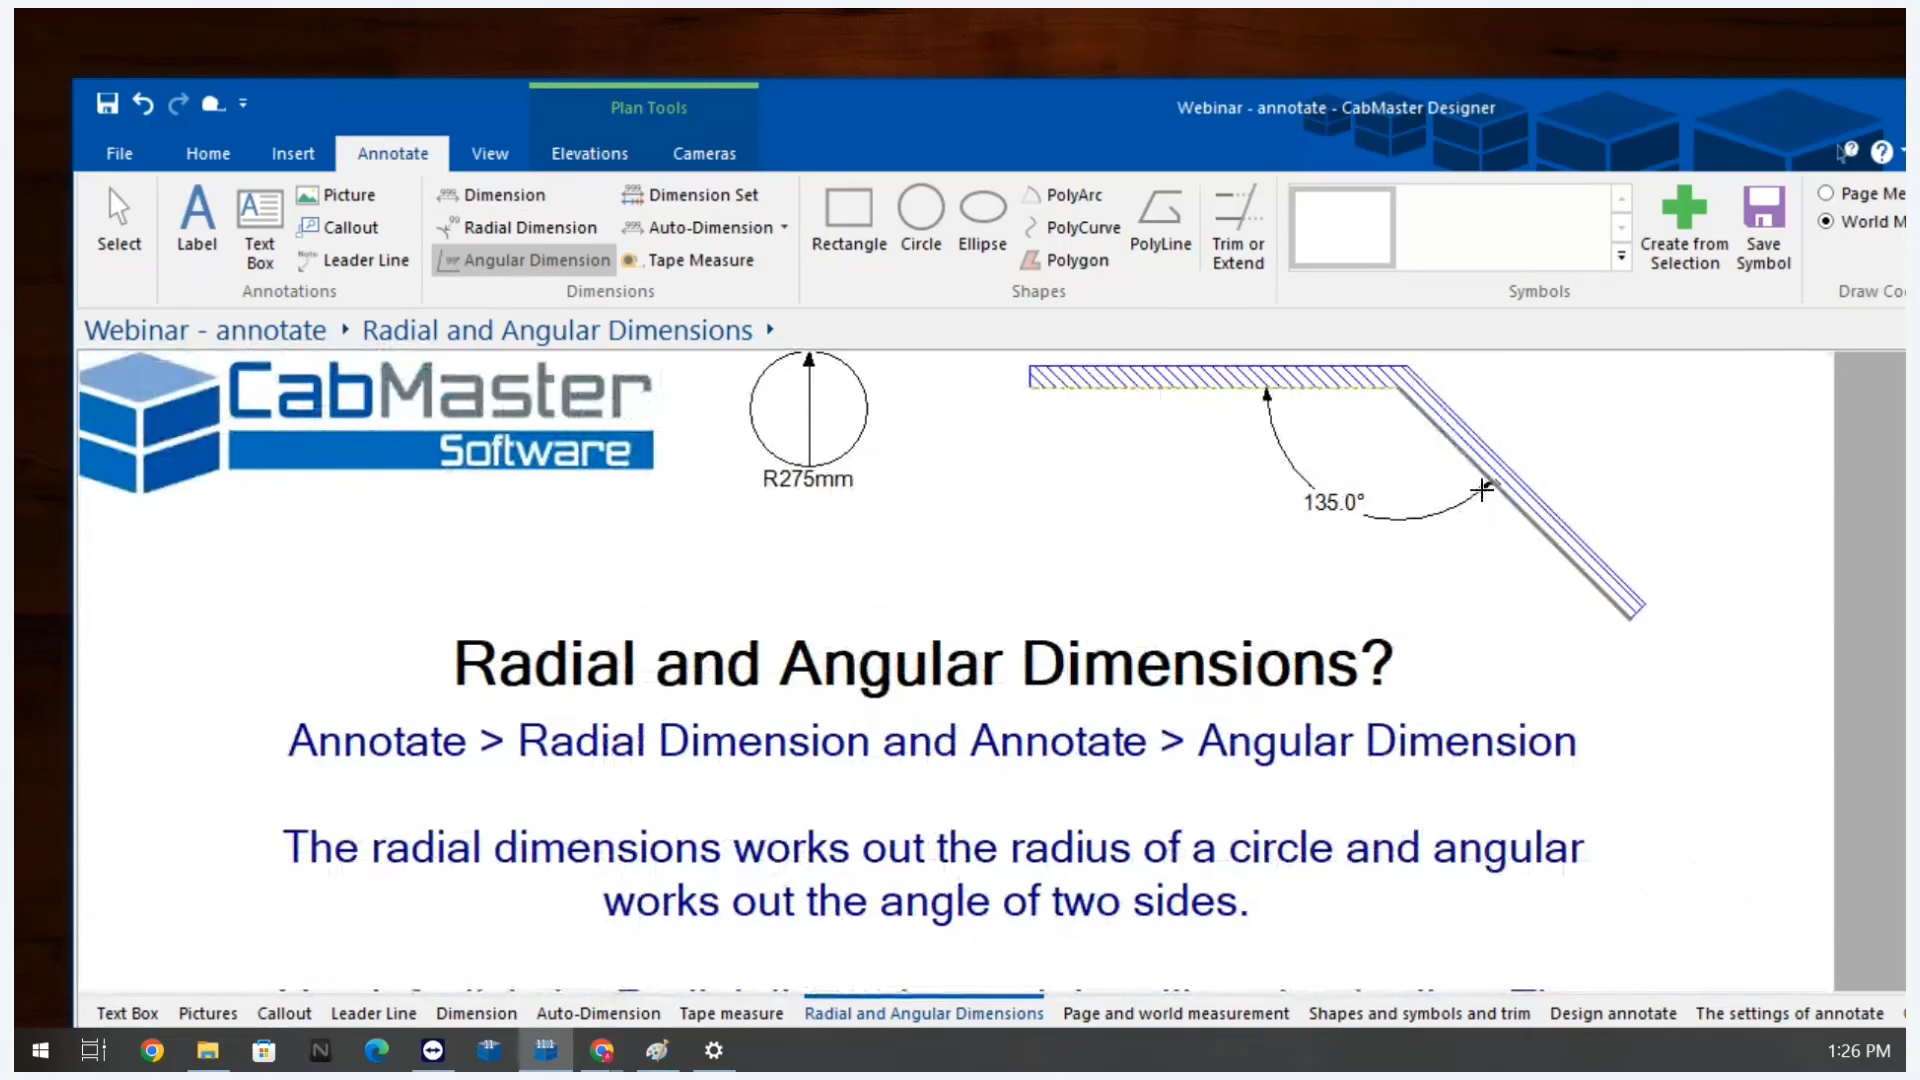 Plan Tools
Webinar - annotate - CabMaster Designer
File Home Insert Annotate View Elevations Cameras
Select
Label
Text Box
Picture
Callout
Leader Line
Annotations
Dimension
Radial Dimension
Angular Dimension
Dimension Set
Auto-Dimension
Tape Measure
Dimensions
Rectangle
Circle
Ellipse
PolyArc
PolyCurve
Polygon
PolyLine
Trim or Extend
Shapes
Create from Selection
Save Symbol
Symbols
Page Me
World M
Draw Co
Webinar - annotate Radial and Angular Dimensions
CabMaster
Software
R275mm
135.0°
Radial and Angular Dimensions?
Annotate > Radial Dimension and Annotate > Angular Dimension
The radial dimensions works out the radius of a circle and angular
works out the angle of two sides.
Text Box Pictures Callout Leader Line Dimension Auto-Dimension Tape measure Radial and Angular Dimensions Page and world measurement Shapes and symbols and trim Design annotate The settings of annotate
1:26 PM